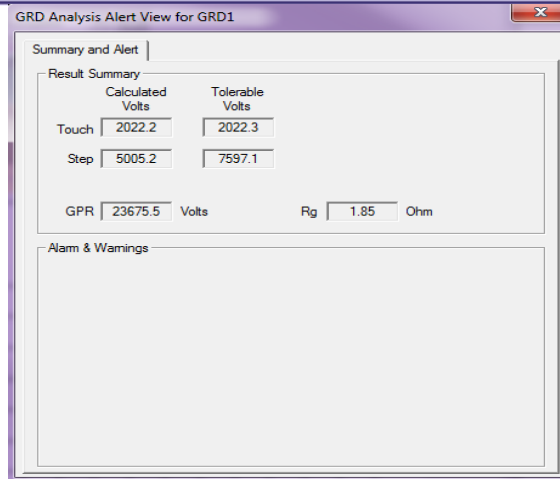 GRD Analysis Alert View for GRD1
Summary and Alert
Result Summary
Calculated Volts
Tolerable Volts
Touch 2022.2 2022.3
Step 5005.2 7597.1
GPR 23675.5 Volts Rg 1.85 Ohm
Alarm & Warnings